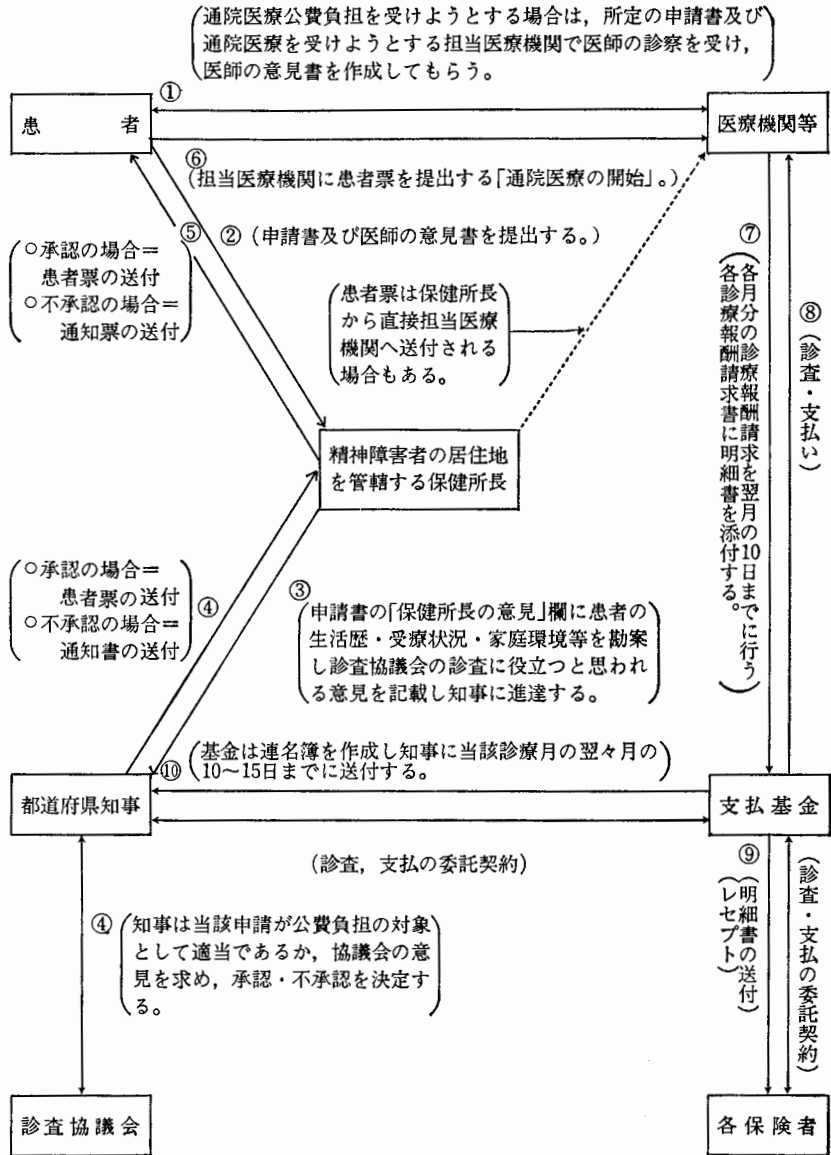 通院医療公費負担を受けようとする場合は，所定の申請書及び
通院医療を受けようとする担当医療機関で医師の診察を受け，
医師の意見書を作成してもらう。
①
患者
医療機関等
⑥
(担当医療機関に患者票を提出する「通院医療の開始」。)
⑤
②(申請書及び医師の意見書を提出する。)
○承認の場合＝
患者票の送付
○不承認の場合＝
通知票の送付
患者票は保健所長
から直接担当医療
機関へ送付される
場合もある。
⑦
各月分の診療報酬請求を翌月の10日までに行う
各診療報酬請求書に明細書を添付する。
⑧(診査・支払い)
精神障害者の居住地
を管轄する保健所長
○承認の場合＝
患者票の送付
○不承認の場合＝
通知書の送付
④
③
申請書の「保健所長の意見」欄に患者の
生活歴・受療状況・家庭環境等を勘案
し診査協議会の診査に役立つと思われ
る意見を記載し知事に進達する。
⑩
基金は連名簿を作成し知事に当該診療月の翌々月の
10〜15日までに送付する。
都道府県知事
支払基金
(診査，支払の委託契約)
④
知事は当該申請が公費負担の対象
として適当であるか，協議会の意
見を求め，承認・不承認を決定す
る。
⑨
明細書の送付
レセプト
(診査・支払の委託契約)
診査協議会
各保険者